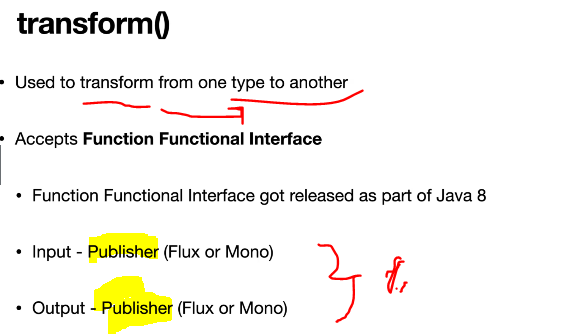 transform()
• Used to transform from one type to another
• Accepts Function Functional Interface
• Function Functional Interface got released as part of Java 8
• Input - Publisher (Flux or Mono)
• Output - Publisher (Flux or Mono)